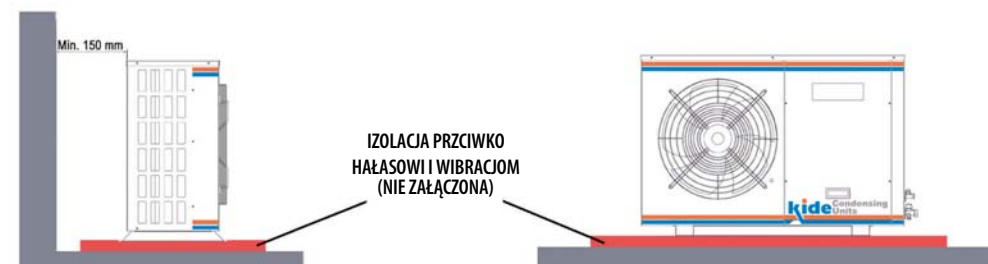 Min. 150 mm
IZOLACJA PRZCIWKO
HAŁASOWI I WIBRACJOM
(NIE ZAŁĄCZONA)
kide Condensing
Units